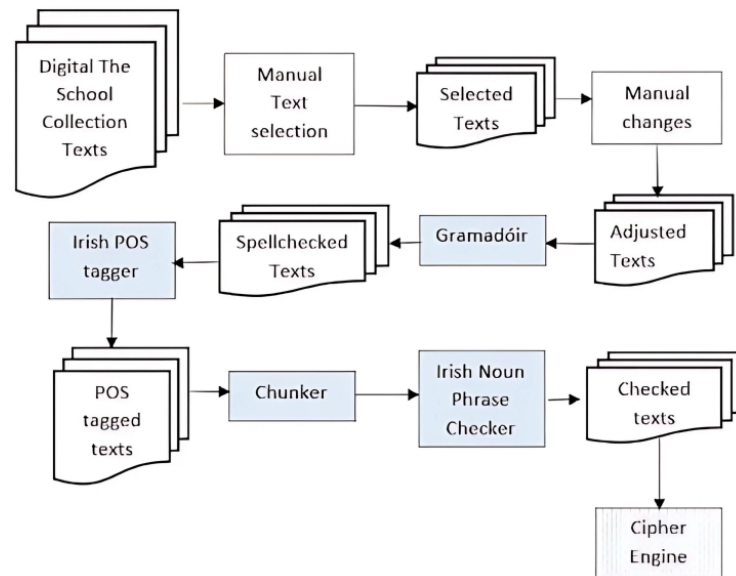 Digital The
School
Collection
Texts
Manual
Text
selection
Selected
Texts
Manual
changes
Adjusted
Texts
Gramadóir
Spellchecked
Texts
Irish POS
tagger
POS
tagged
texts
Chunker
Irish Noun
Phrase
Checker
Checked
texts
Cipher
Engine